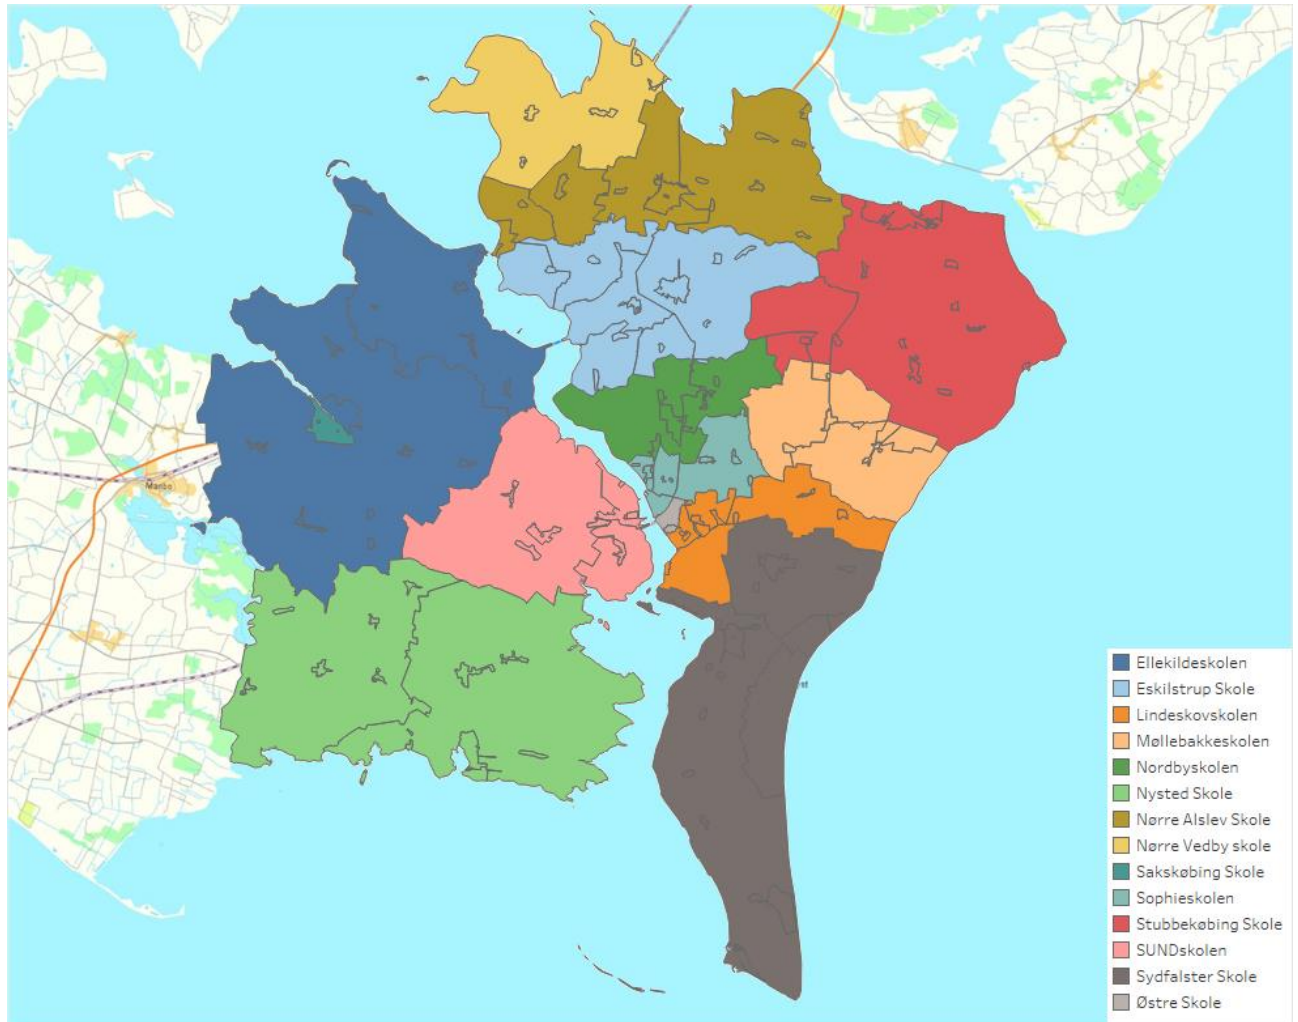 Maribo
Ellekildeskolen
Eskilstrup Skole
Lindeskovskolen
Møllebakkeskolen
Nordbyskolen
Nysted Skole
Nørre Alslev Skole
Nørre Vedby skole
Sakskøbing Skole
Sophieskolen
Stubbekøbing Skole
SUNDskolen
Sydfalster Skole
Østre Skole